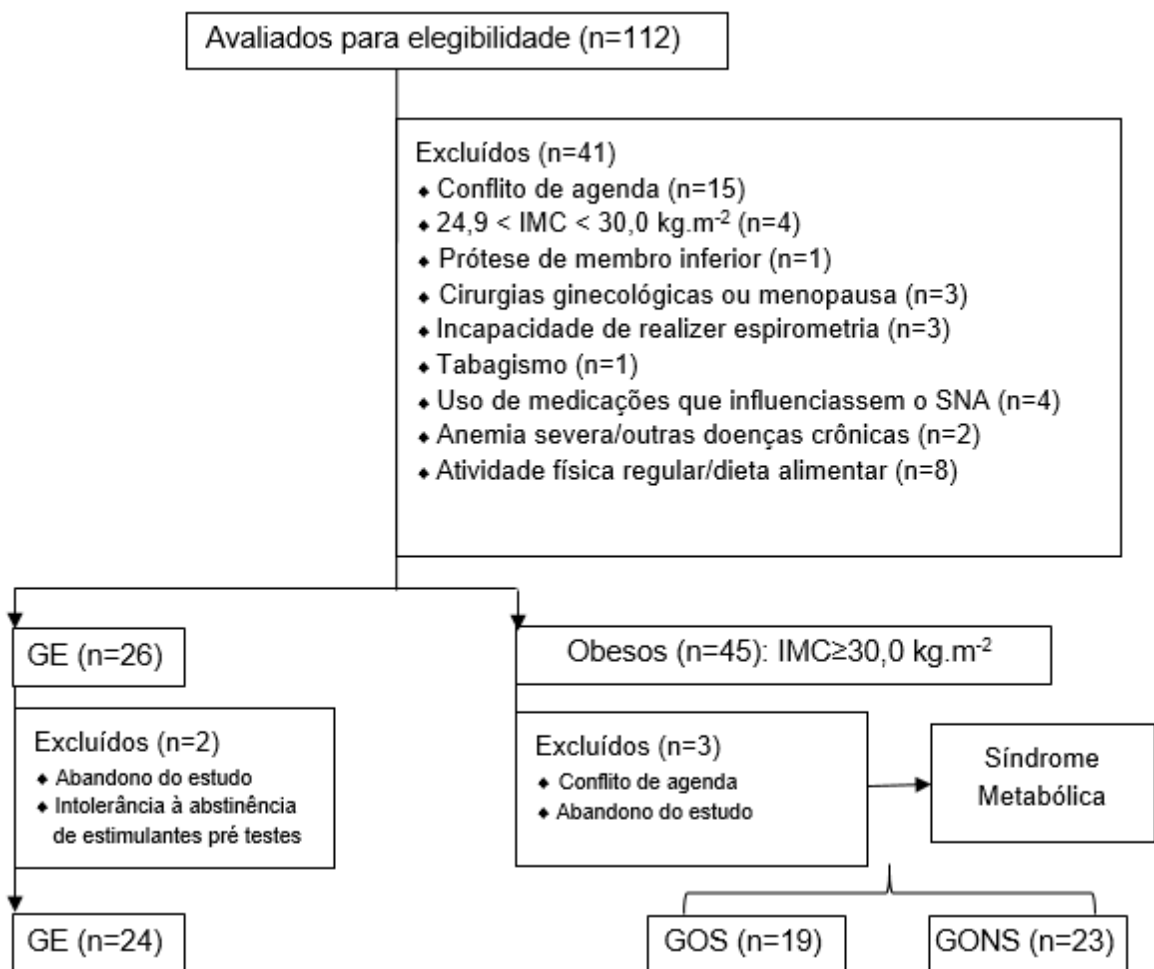 Avaliados para elegibilidade (n=112)
Excluídos (n=41)
♦ Conflito de agenda (n=15)
♦ 24,9 < IMC < 30,0 kg.m⁻² (n=4)
♦ Prótese de membro inferior (n=1)
♦ Cirurgias ginecológicas ou menopausa (n=3)
♦ Incapacidade de realizer espirometria (n=3)
♦ Tabagismo (n=1)
♦ Uso de medicações que influenciassem o SNA (n=4)
♦ Anemia severa/outras doenças crônicas (n=2)
♦ Atividade física regular/dieta alimentar (n=8)
GE (n=26)
Obesos (n=45): IMC≥30,0 kg.m⁻²
Excluídos (n=2)
♦ Abandono do estudo
♦ Intolerância à abstinência
de estimulantes pré testes
Excluídos (n=3)
♦ Conflito de agenda
♦ Abandono do estudo
Síndrome
Metabólica
GE (n=24)
GOS (n=19)
GONS (n=23)